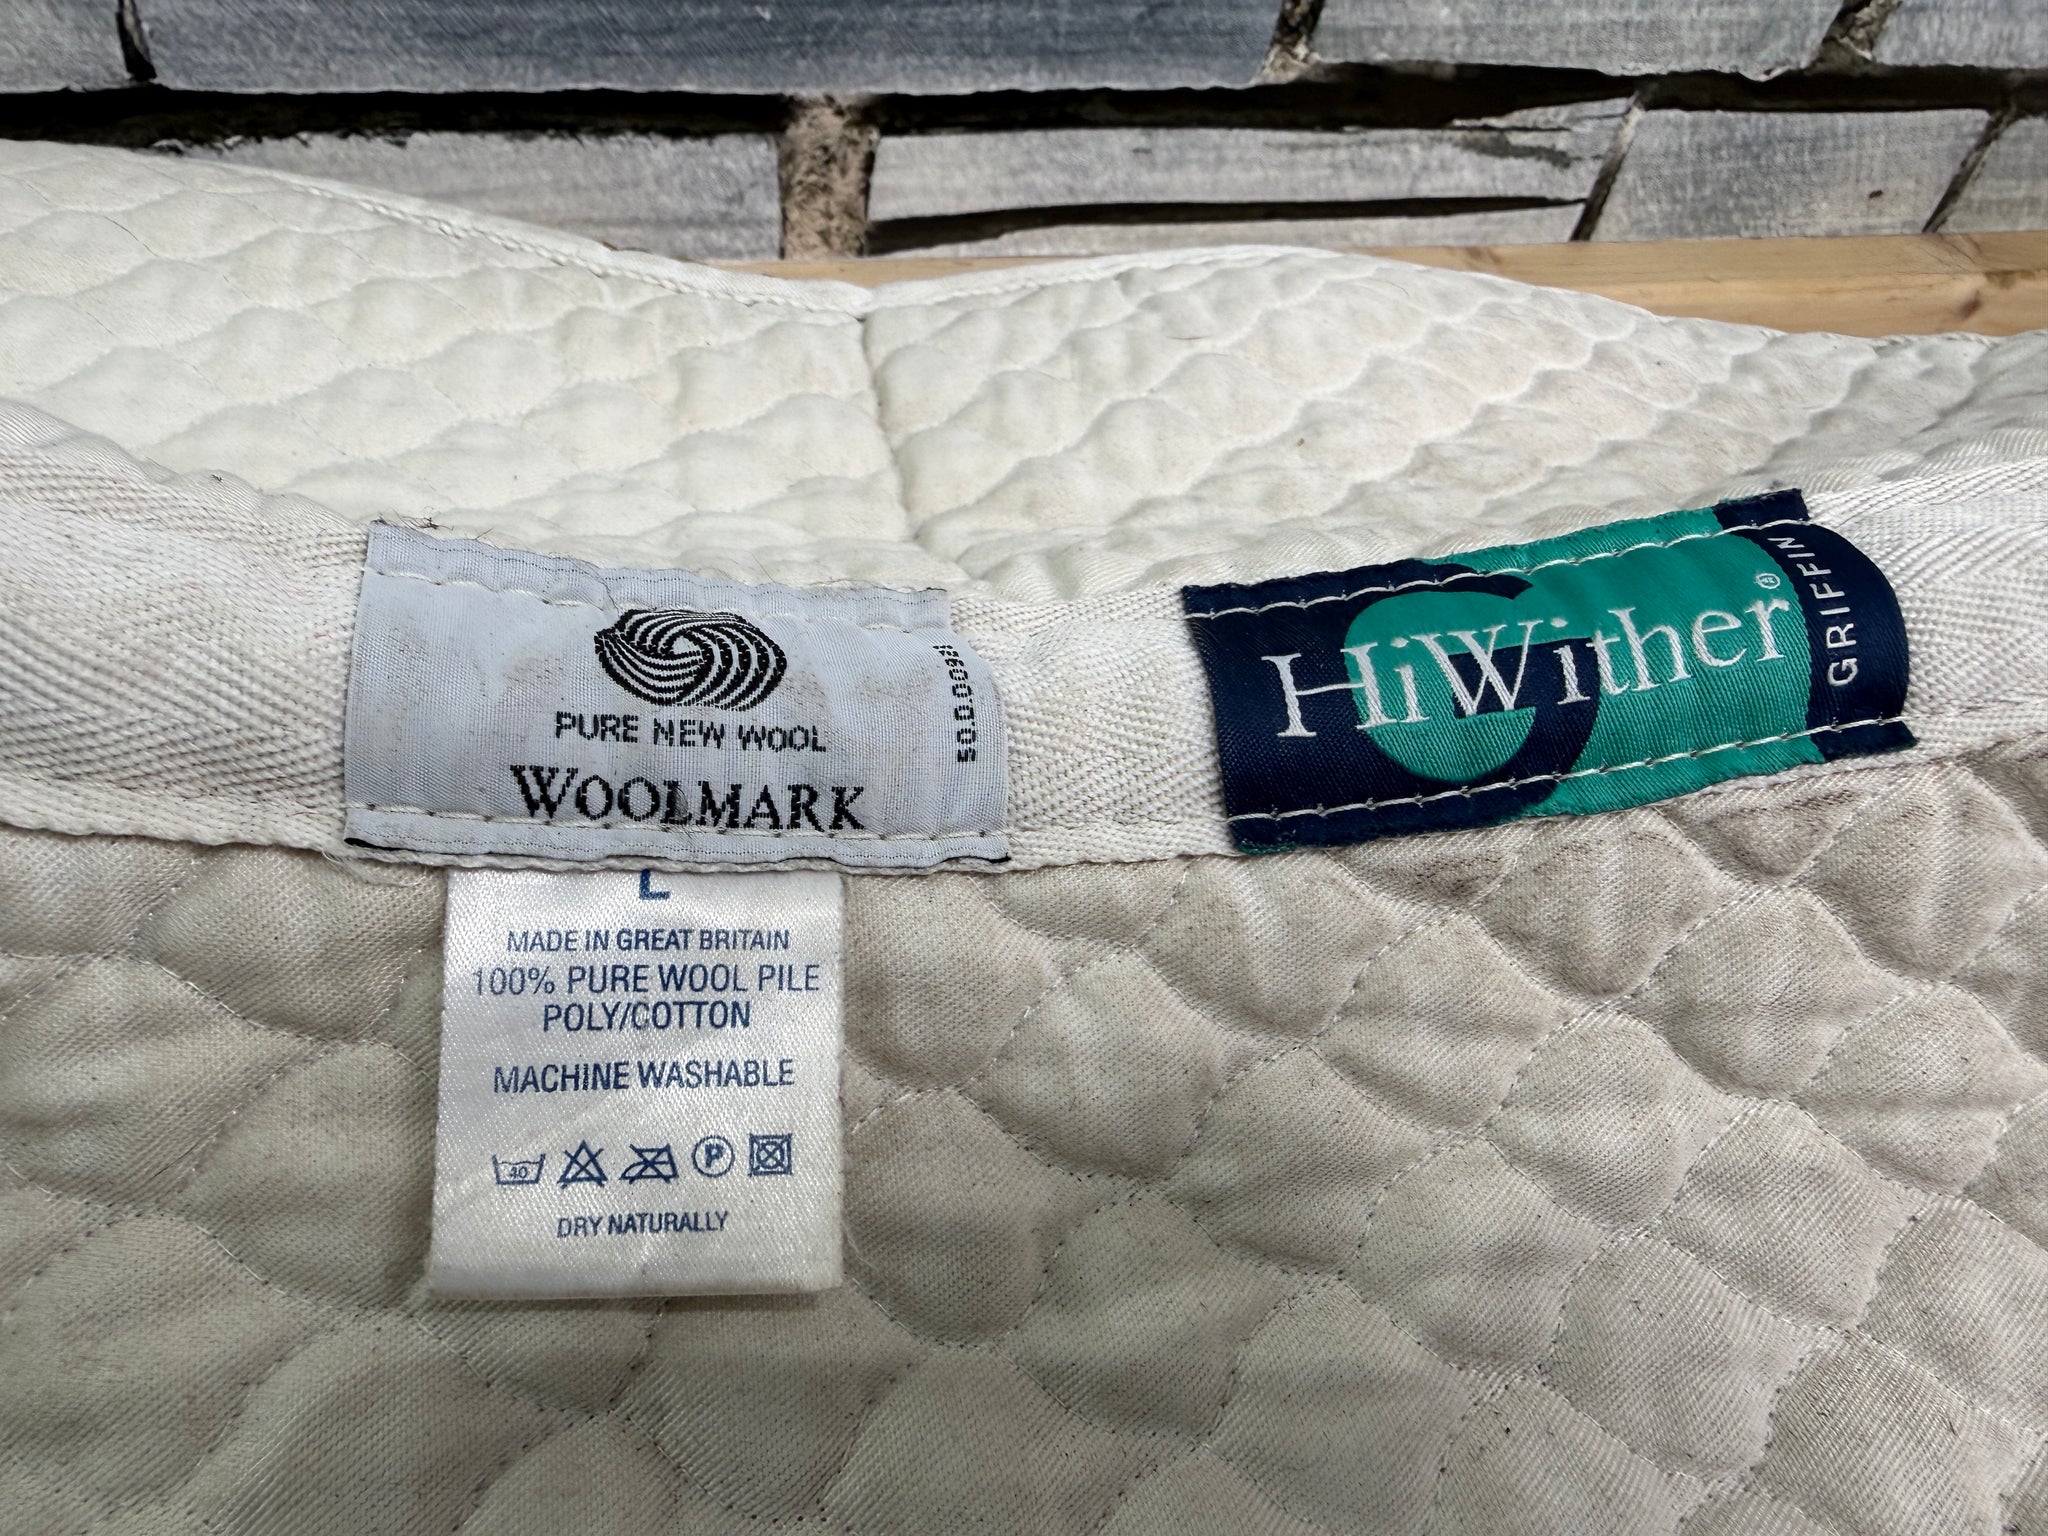 PURE NEW WOOL
WOOLMARK
HiWither®
GRIFFIN
L
MADE IN GREAT BRITAIN
100% PURE WOOL PILE
POLY/COTTON
MACHINE WASHABLE
40 P
DRY NATURALLY